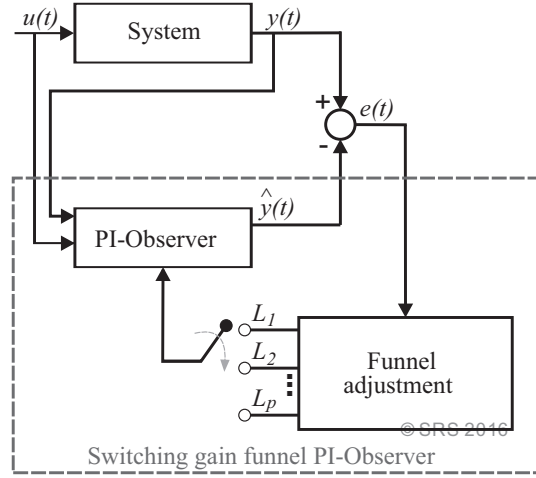 u(t)
System
y(t)
+
e(t)
-
ŷ(t)
PI-Observer
L1
L2
Lp
Funnel
adjustment
©SRS 2016
Switching gain funnel PI-Observer